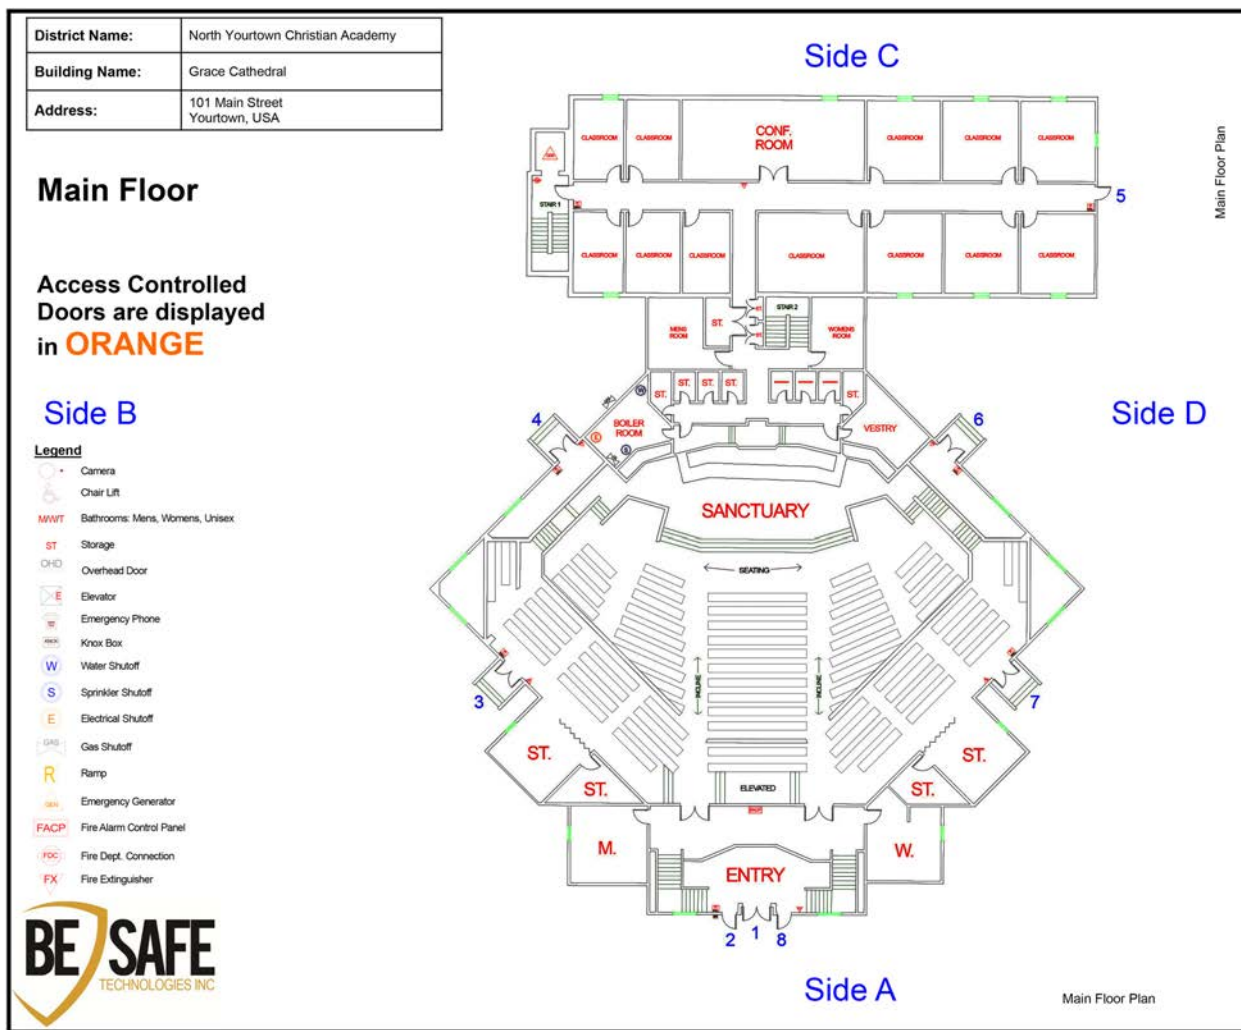 District Name: North Yourtown Christian Academy
Building Name: Grace Cathedral
Address: 101 Main Street
Yourtown, USA
Main Floor
Access Controlled
Doors are displayed
in ORANGE
Side B
Legend
Camera
Chair Lift
M/W/T Bathrooms: Mens, Womens, Unisex
ST Storage
OHD Overhead Door
E Elevator
Emergency Phone
Knox Box
W Water Shutoff
S Sprinkler Shutoff
E Electrical Shutoff
GAS Gas Shutoff
R Ramp
GEN Emergency Generator
FACP Fire Alarm Control Panel
FDC Fire Dept. Connection
FX Fire Extinguisher
BE SAFE
TECHNOLOGIES INC
Side C
Main Floor Plan
CLASSROOM CLASSROOM CONF.
ROOM CLASSROOM CLASSROOM CLASSROOM
STAIR 1
5
CLASSROOM CLASSROOM CLASSROOM CLASSROOM CLASSROOM CLASSROOM CLASSROOM
MENS
ROOM ST. ST. ST. STAIR 2 WOMENS
ROOM
ST. ST. ST. ST. ST.
W
4 BOILER
ROOM VESTRY 6
E
S
Side D
SANCTUARY
SEATING
INCLINE INCLINE
3 7
ST. ST.
ST. ELEVATED ST.
M. W.
ENTRY
2 1 8
Side A
Main Floor Plan